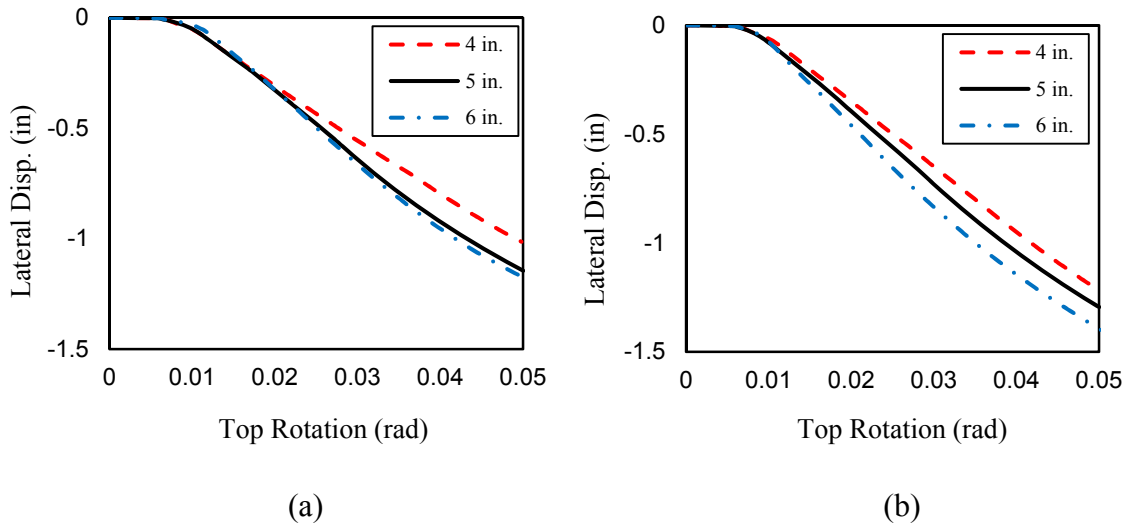 0
-0.5
-1
-1.5
Lateral Disp. (in)
4 in.
5 in.
6 in.
0 0.01 0.02 0.03 0.04 0.05
Top Rotation (rad)
(a)
0
-0.5
-1
-1.5
Lateral Disp. (in)
4 in.
5 in.
6 in.
0 0.01 0.02 0.03 0.04 0.05
Top Rotation (rad)
(b)